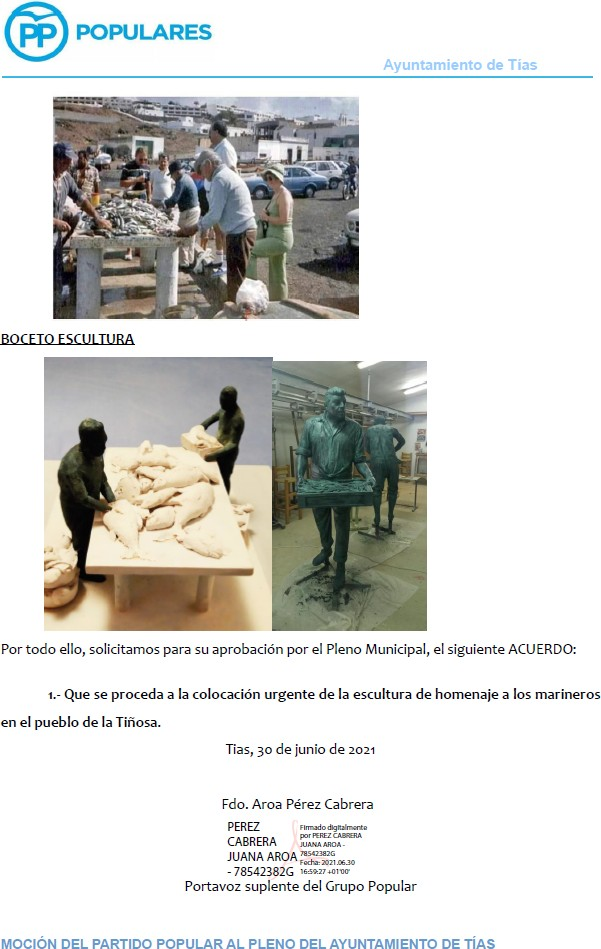 PP POPULARES
Ayuntamiento de Tías
BOCETO ESCULTURA
Por todo ello, solicitamos para su aprobación por el Pleno Municipal, el siguiente ACUERDO:
1.- Que se proceda a la colocación urgente de la escultura de homenaje a los marineros
en el pueblo de la Tiñosa.
Tias, 30 de junio de 2021
Fdo. Aroa Pérez Cabrera
PEREZ
CABRERA
JUANA AROA
- 78542382G
Firmado digitalmente
por PEREZ CABRERA
JUANA AROA -
78542382G
Fecha: 2021.06.30
16:59:27 +01'00'
Portavoz suplente del Grupo Popular
MOCIÓN DEL PARTIDO POPULAR AL PLENO DEL AYUNTAMIENTO DE TÍAS